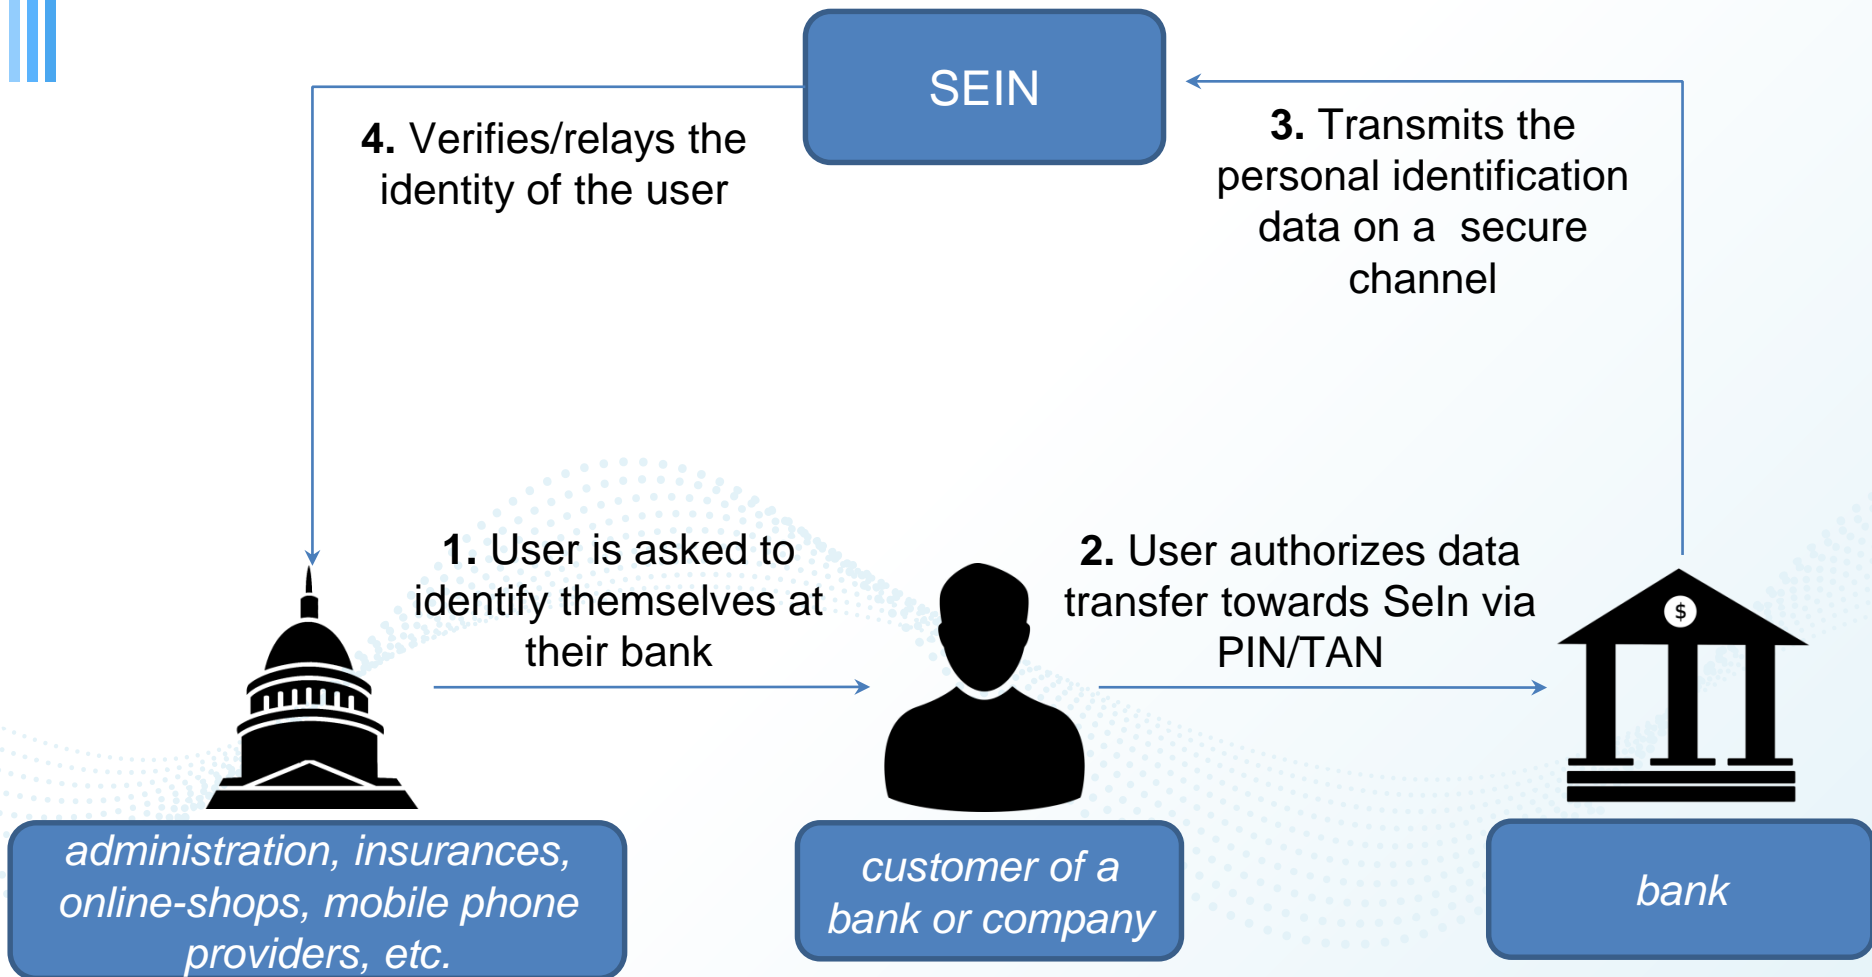 SEIN
4. Verifies/relays the
identity of the user
3. Transmits the
personal identification
data on a  secure
channel
1. User is asked to
identify themselves at
their bank
2. User authorizes data
transfer towards SeIn via
PIN/TAN
$
administration, insurances,
online-shops, mobile phone
providers, etc.
customer of a
bank or company
bank